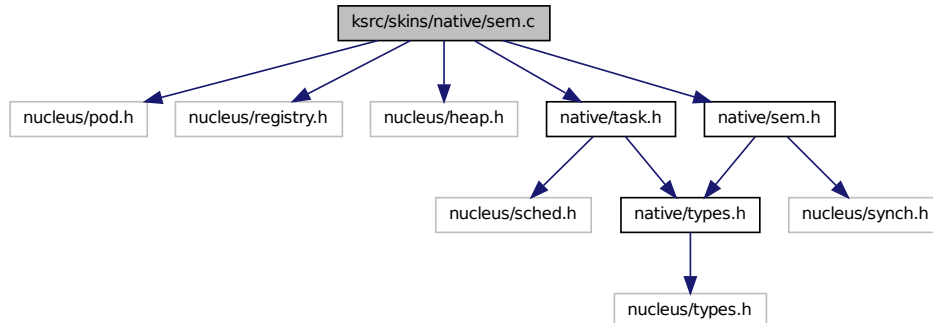 ksrc/skins/native/sem.c
nucleus/pod.h
nucleus/registry.h
nucleus/heap.h
native/task.h
native/sem.h
nucleus/sched.h
native/types.h
nucleus/synch.h
nucleus/types.h